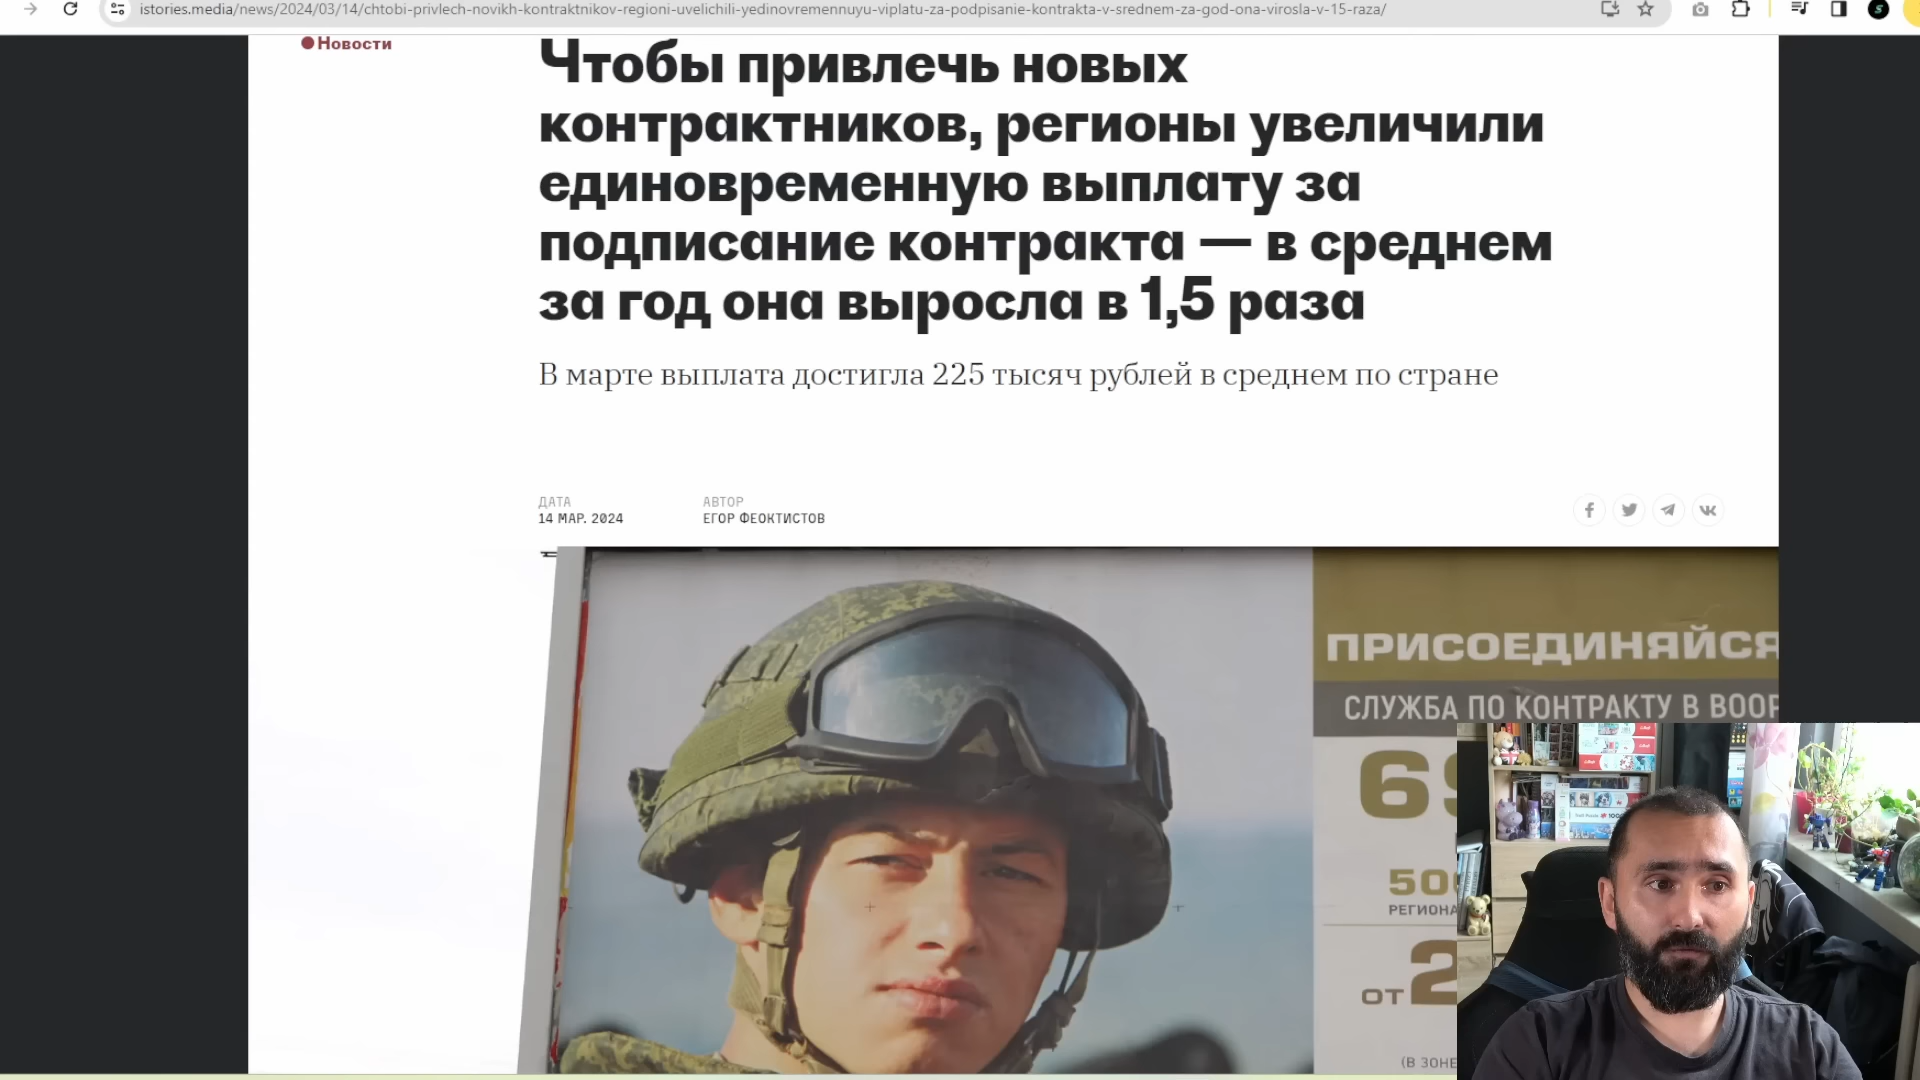 istories.media/news/2024/03/14/chtobi-privlech-novikh-kontraktnikov-regioni-uvelichili-yedinovremennuyu-viplatu-za-podpisanie-kontrakta-v-srednem-za-god-ona-virosla-v-15-raza/
Новости
Чтобы привлечь новых
контрактников, регионы увеличили
единовременную выплату за
подписание контракта — в среднем
за год она выросла в 1,5 раза
В марте выплата достигла 225 тысяч рублей в среднем по стране
ДАТА
14 МАР. 2024
АВТОР
ЕГОР ФЕОКТИСТОВ
ПРИСОЕДИНЯЙСЯ
СЛУЖБА ПО КОНТРАКТУ В ВООР
ОТ 2
(В ЗОНЕ